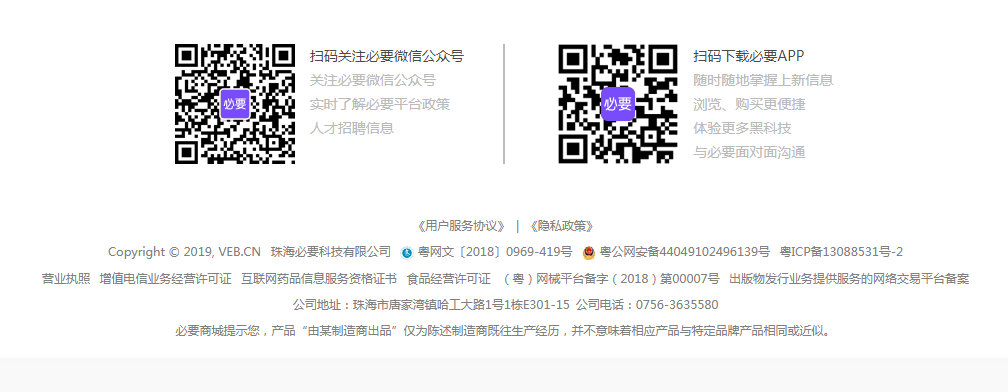 必要
扫码关注必要微信公众号
关注必要微信公众号
实时了解必要平台政策
人才招聘信息
必要
扫码下载必要APP
随时随地掌握上新信息
浏览、购买更便捷
体验更多黑科技
与必要面对面沟通
《用户服务协议》 | 《隐私政策》
Copyright © 2019, VEB.CN 珠海必要科技有限公司 粤网文〔2018〕0969-419号 粤公网安备44049102496139号 粤ICP备13088531号-2
营业执照 增值电信业务经营许可证 互联网药品信息服务资格证书 食品经营许可证 （粤）网械平台备字（2018）第00007号 出版物发行业务提供服务的网络交易平台备案
公司地址：珠海市唐家湾镇哈工大路1号1栋E301-15 公司电话：0756-3635580
必要商城提示您，产品“由某制造商出品”仅为陈述制造商既往生产经历，并不意味着相应产品与特定品牌产品相同或近似。